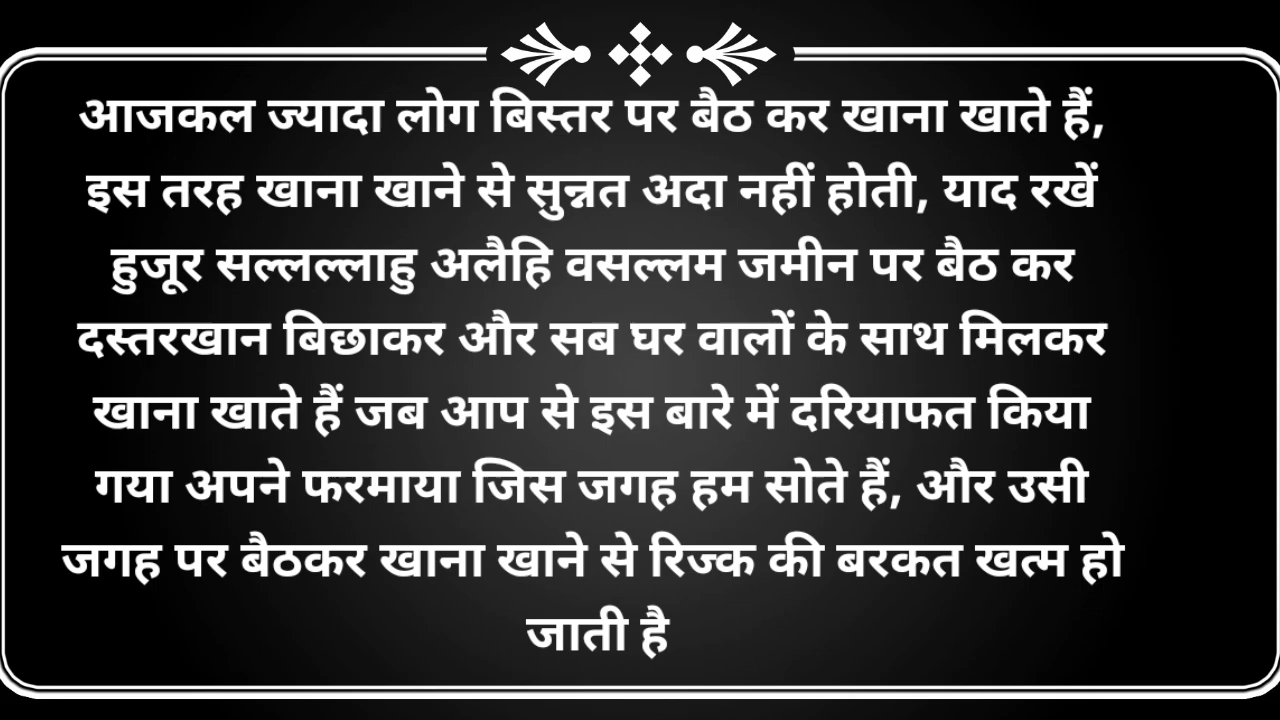 आजकल ज्यादा लोग बिस्तर पर बैठ कर खाना खाते हैं,
इस तरह खाना खाने से सुन्नत अदा नहीं होती, याद रखें
हुजूर सल्लल्लाहु अलैहि वसल्लम जमीन पर बैठ कर
दस्तरखान बिछाकर और सब घर वालों के साथ मिलकर
खाना खाते हैं जब आप से इस बारे में दरियाफत किया
गया अपने फरमाया जिस जगह हम सोते हैं, और उसी
जगह पर बैठकर खाना खाने से रिज्क की बरकत खत्म हो
जाती है